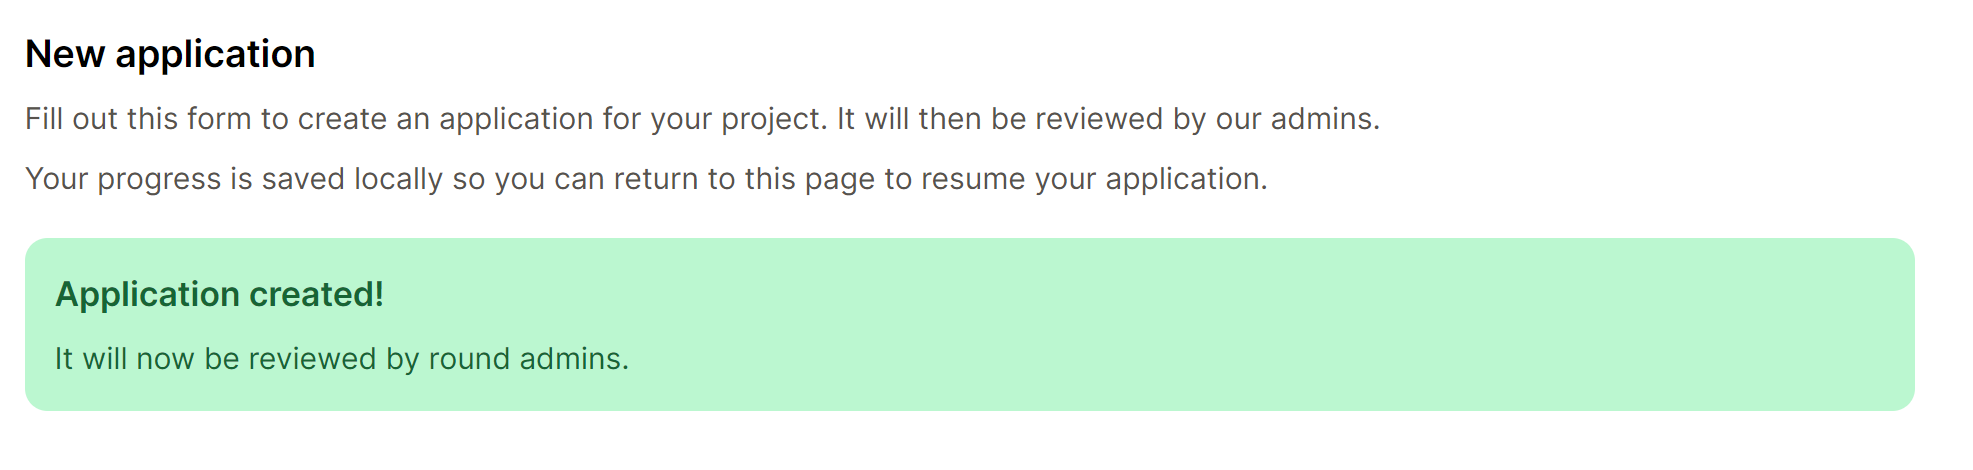 New application
Fill out this form to create an application for your project. It will then be reviewed by our admins.
Your progress is saved locally so you can return to this page to resume your application.
Application created!
It will now be reviewed by round admins.